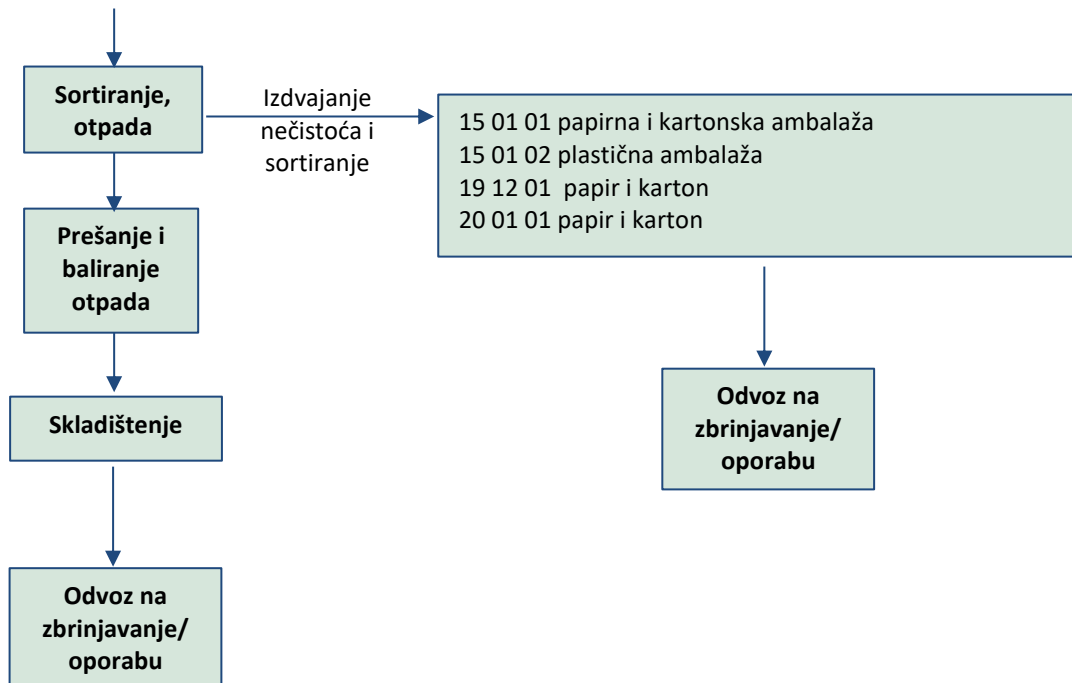 Sortiranje,
otpada
Izdvajanje
nečistoća i
sortiranje
15 01 01 papirna i kartonska ambalaža
15 01 02 plastična ambalaža
19 12 01  papir i karton
20 01 01 papir i karton
Prešanje i
baliranje
otpada
Skladištenje
Odvoz na
zbrinjavanje/
oporabu
Odvoz na
zbrinjavanje/
oporabu